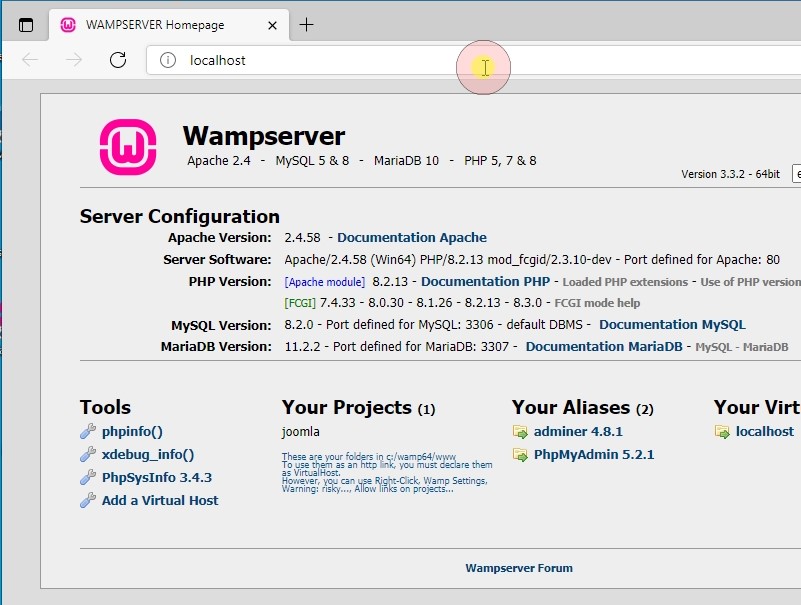 WAMPSERVER Homepage
localhost
Wampserver
Apache 2.4 - MySQL 5 & 8 - MariaDB 10 - PHP 5, 7 & 8
Version 3.3.2 - 64bit
Server Configuration
Apache Version: 2.4.58 - Documentation Apache
Server Software: Apache/2.4.58 (Win64) PHP/8.2.13 mod_fcgid/2.3.10-dev - Port defined for Apache: 80
PHP Version: [Apache module] 8.2.13 - Documentation PHP - Loaded PHP extensions - Use of PHP version
[FCGI] 7.4.33 - 8.0.30 - 8.1.26 - 8.2.13 - 8.3.0 - FCGI mode help
MySQL Version: 8.2.0 - Port defined for MySQL: 3306 - default DBMS - Documentation MySQL
MariaDB Version: 11.2.2 - Port defined for MariaDB: 3307 - Documentation MariaDB - MySQL - MariaDB
Tools
phpinfo()
xdebug_info()
PhpSysInfo 3.4.3
Add a Virtual Host
Your Projects (1)
joomla
These are your folders in c:/wamp64/www
To use them as an http link, you must declare them
as VirtualHost.
However, you can use Right-Click, Wamp Settings,
Warning: risky..., Allow links on projects...
Your Aliases (2)
adminer 4.8.1
PhpMyAdmin 5.2.1
Your Virt
localhost
Wampserver Forum